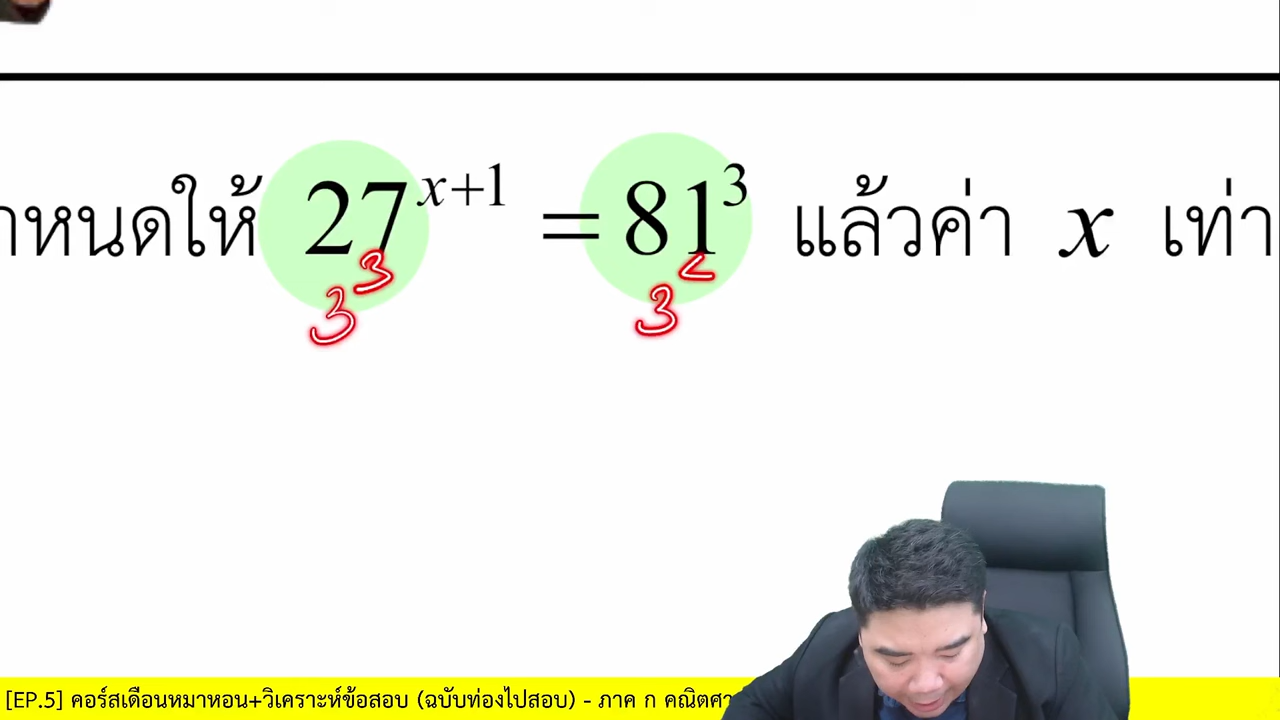 กำหนดให้ 27^{x+1} = 81^3 แล้วค่า x เท่า
3^3
3
[EP.5] คอร์สเดือนหมาหอน+วิเคราะห์ข้อสอบ (ฉบับท่องไปสอบ) - ภาค ก คณิตศา